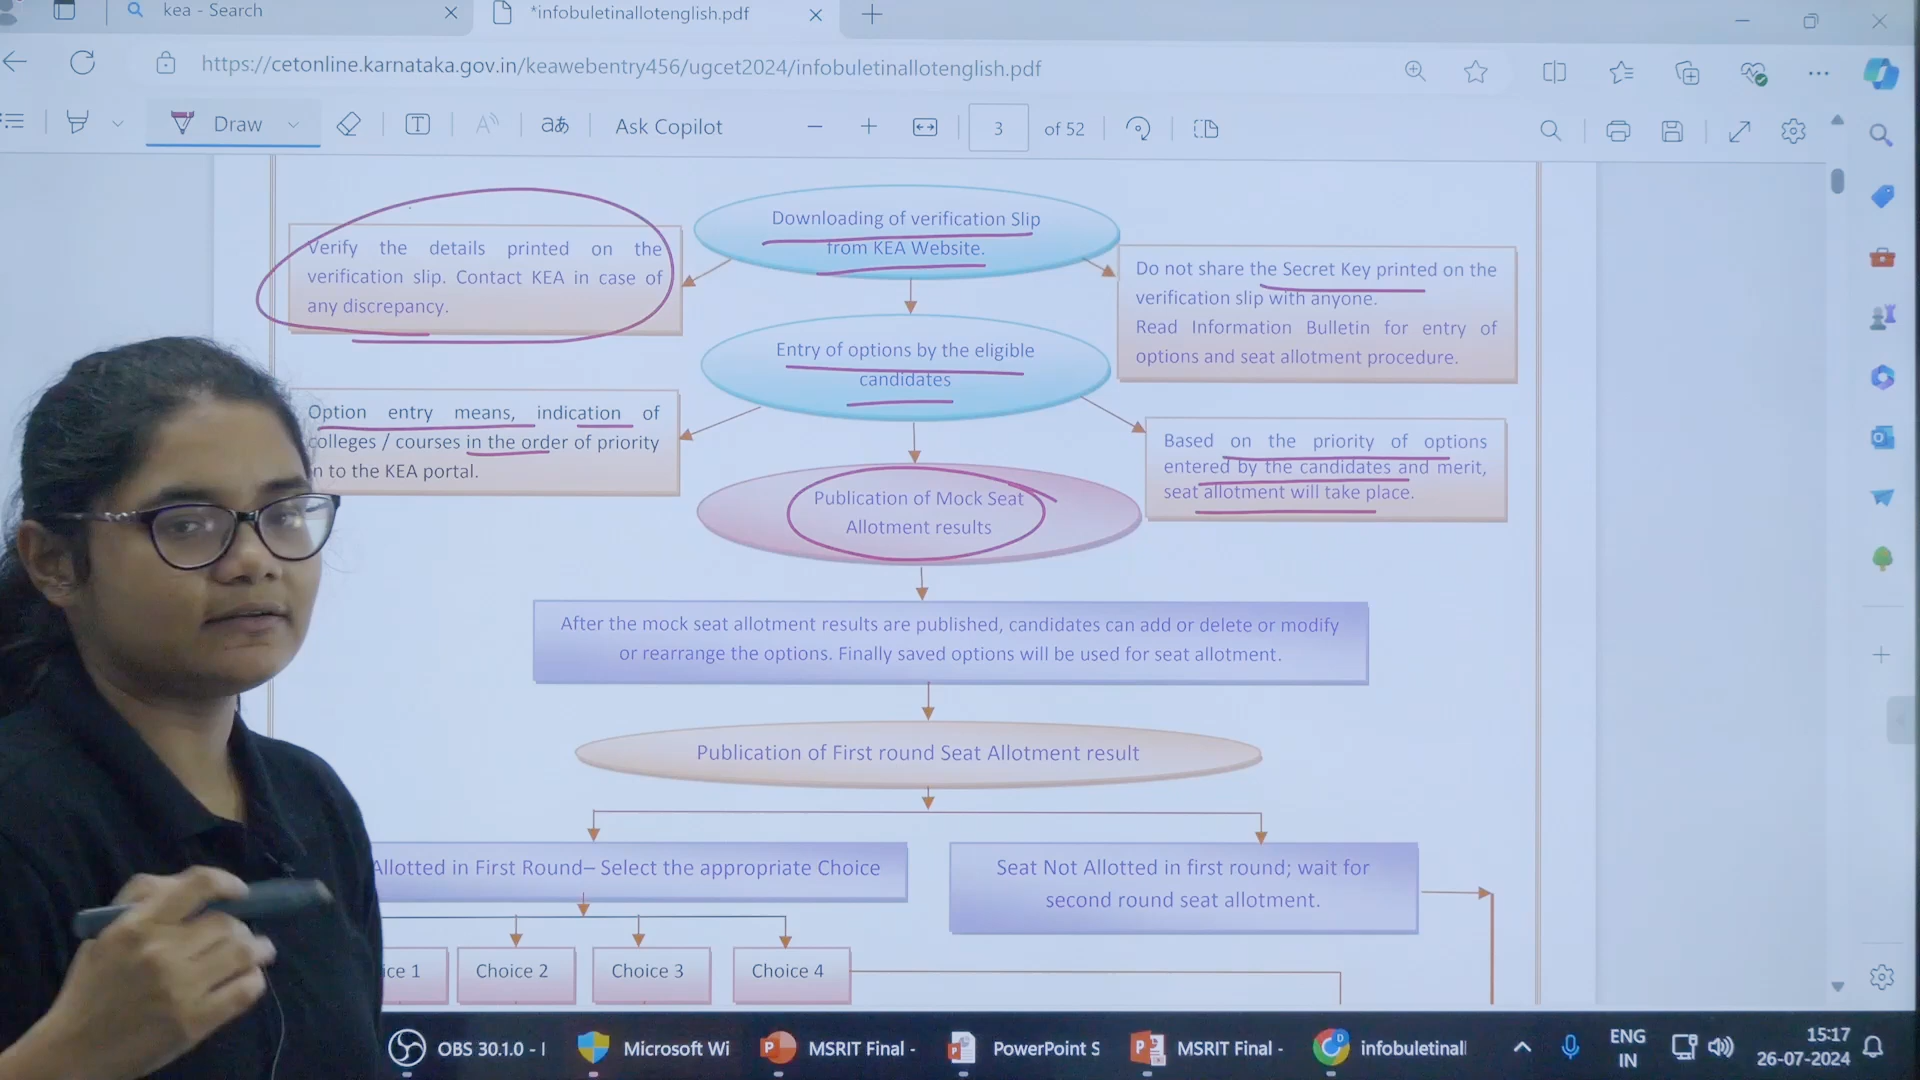 kea - Search
*infobuletinallotenglish.pdf
https://cetonline.karnataka.gov.in/keawebentry456/ugcet2024/infobuletinallotenglish.pdf
Draw
Ask Copilot
3 of 52
Downloading of verification Slip
from KEA Website.
Verify the details printed on the
verification slip. Contact KEA in case of
any discrepancy.
Do not share the Secret Key printed on the
verification slip with anyone.
Read Information Bulletin for entry of
options and seat allotment procedure.
Entry of options by the eligible
candidates
Option entry means, indication of
colleges / courses in the order of priority
to the KEA portal.
Based on the priority of options
entered by the candidates and merit,
seat allotment will take place.
Publication of Mock Seat
Allotment results
After the mock seat allotment results are published, candidates can add or delete or modify
or rearrange the options. Finally saved options will be used for seat allotment.
Publication of First round Seat Allotment result
Allotted in First Round– Select the appropriate Choice
Seat Not Allotted in first round; wait for
second round seat allotment.
ice 1
Choice 2
Choice 3
Choice 4
OBS 30.1.0 - I
Microsoft Wi
MSRIT Final -
PowerPoint S
MSRIT Final -
infobuletinall
ENG
IN
15:17
26-07-2024